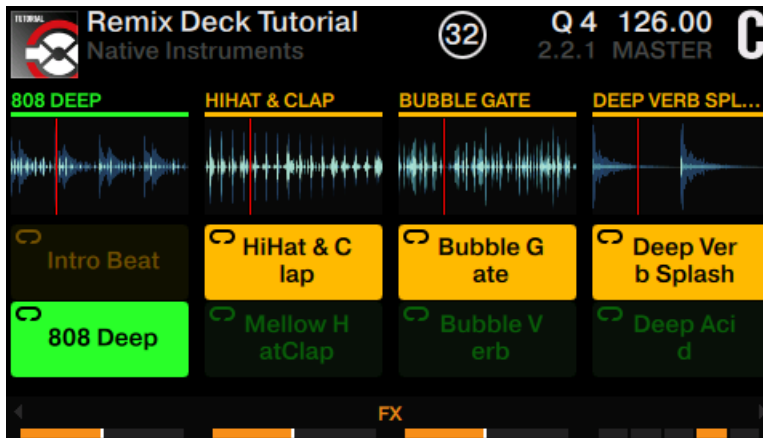 TUTORIAL
Remix Deck Tutorial
32
Q 4 126.00
C
Native Instruments
2.2.1 MASTER
808 DEEP
HIHAT & CLAP
BUBBLE GATE
DEEP VERB SPL...
Intro Beat
HiHat & C
lap
Bubble G
ate
Deep Ver
b Splash
808 Deep
Mellow H
atClap
Bubble V
erb
Deep Aci
d
FX